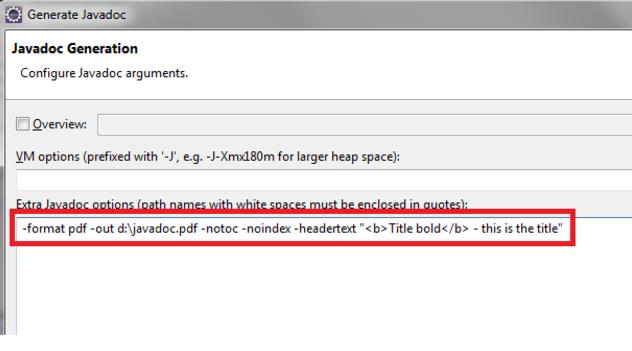 Generate Javadoc
Javadoc Generation
Configure Javadoc arguments.
Overview:
VM options (prefixed with '-J', e.g. -J-Xmx180m for larger heap space):
Extra Javadoc options (path names with white spaces must be enclosed in quotes):
-format pdf -out d:\javadoc.pdf -notoc -noindex -headertext "<b>Title bold</b> - this is the title"